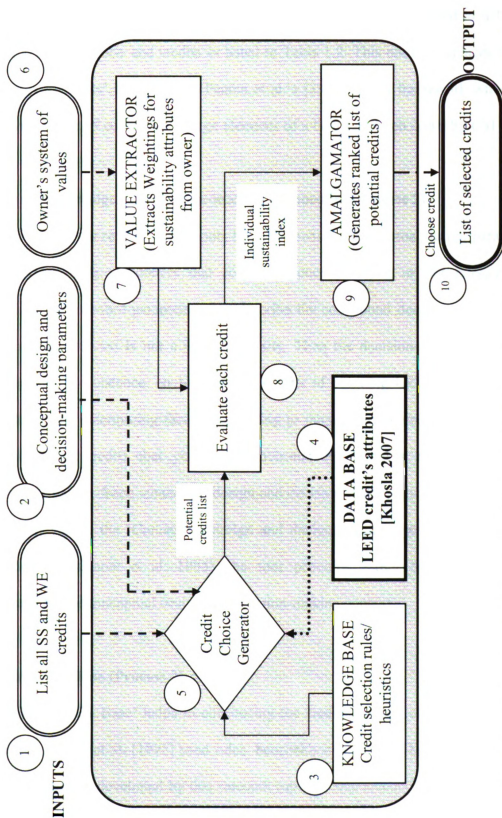 INPUTS
1
List all SS and WE
credits
2
Conceptual design and
decision-making parameters
6
Owner's system of
values
3
KNOWLEDGE BASE
Credit selection rules/
heuristics
4
DATA BASE
LEED credit's attributes
[Khosla 2007]
5
Credit
Choice
Generator
Potential
credits list
7
VALUE EXTRACTOR
(Extracts Weightings for
sustainability attributes
from owner)
Evaluate each credit
8
Individual
sustainability
index
9
AMALGAMATOR
(Generates ranked list of
potential credits)
Choose credit
10
List of selected credits
OUTPUT